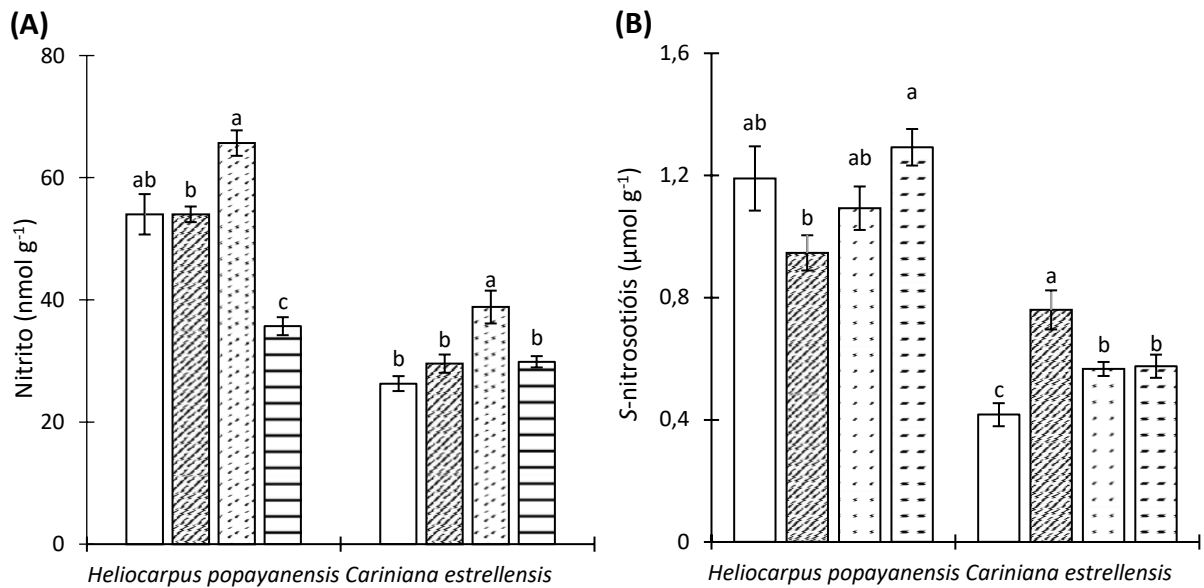 (A)
Nitrito (nmol g⁻¹)
80
60
40
20
0
ab
b
a
c
b
b
a
b
Heliocarpus popayanensis Cariniana estrellensis
(B)
S-nitrosotióis (µmol g⁻¹)
1,6
1,2
0,8
0,4
0
ab
b
ab
a
c
a
b
b
Heliocarpus popayanensis Cariniana estrellensis